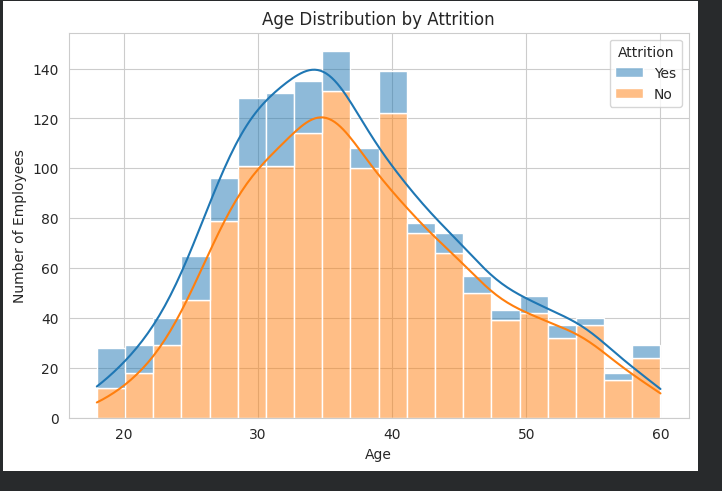 Age Distribution by Attrition
Attrition
Yes
No
Number of Employees
140
120
100
80
60
40
20
0
20 30 40 50 60
Age